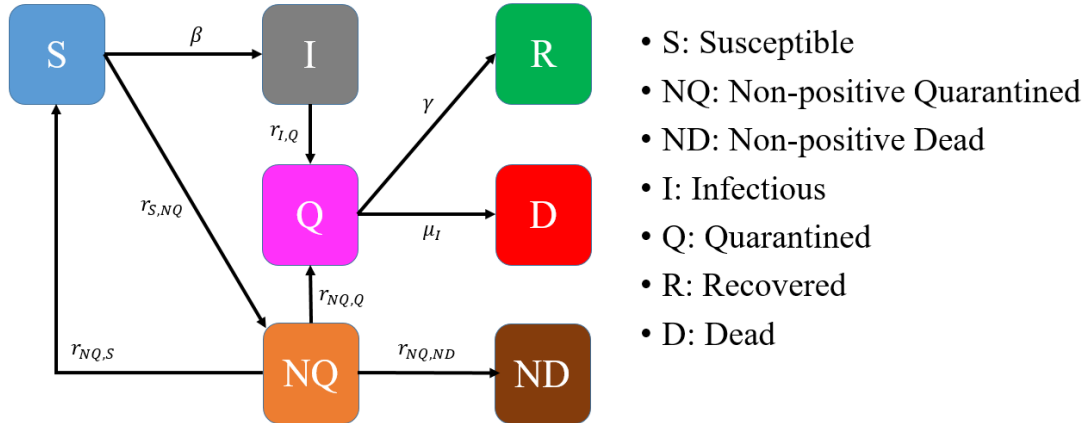 S
β
I
R
r_{I,Q}
γ
r_{S,NQ}
Q
μ_I
D
r_{NQ,Q}
r_{NQ,S}
NQ
r_{NQ,ND}
ND
• S: Susceptible
• NQ: Non-positive Quarantined
• ND: Non-positive Dead
• I: Infectious
• Q: Quarantined
• R: Recovered
• D: Dead